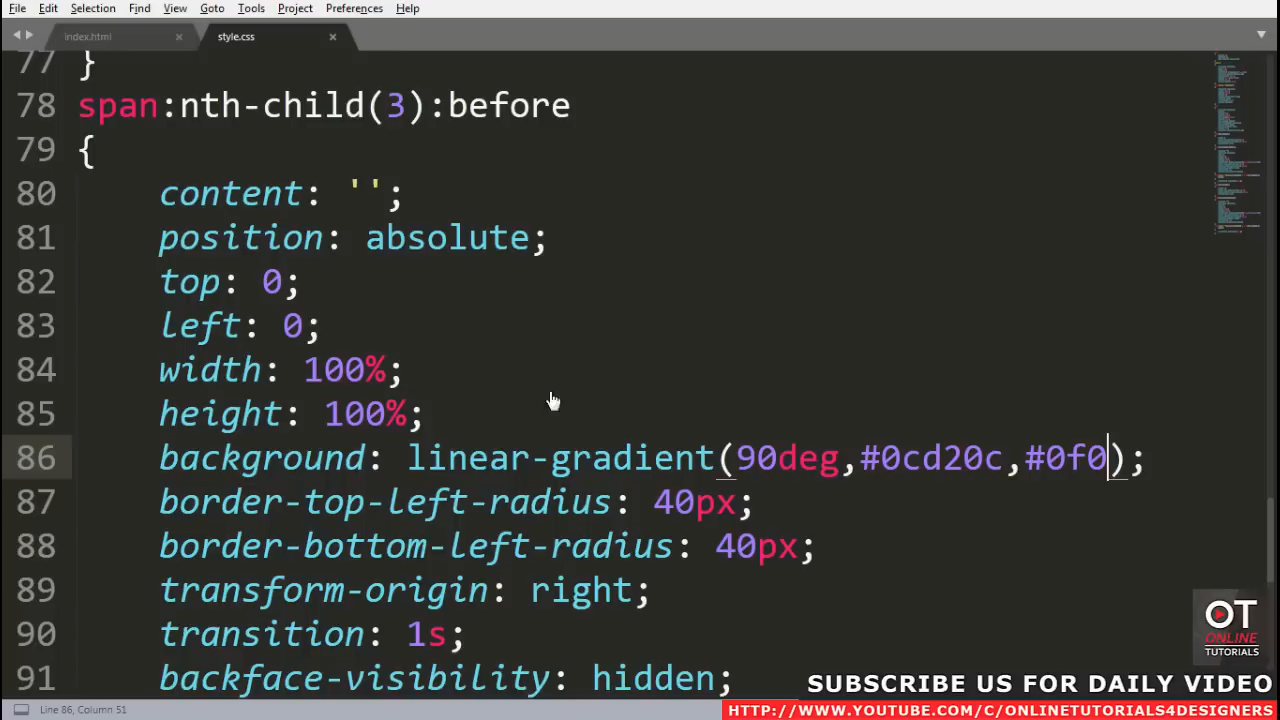 File Edit Selection Find View Goto Tools Project Preferences Help
index.html × style.css ×
77 }
78 span:nth-child(3):before
79 {
80 content: '';
81 position: absolute;
82 top: 0;
83 left: 0;
84 width: 100%;
85 height: 100%;
86 background: linear-gradient(90deg,#0cd20c,#0f0);
87 border-top-left-radius: 40px;
88 border-bottom-left-radius: 40px;
89 transform-origin: right;
90 transition: 1s;
91 backface-visibility: hidden;
OT
ONLINE
TUTORIALS
SUBSCRIBE US FOR DAILY VIDEO
Line 86, Column 51
HTTP://WWW.YOUTUBE.COM/C/ONLINETUTORIALS4DESIGNERS